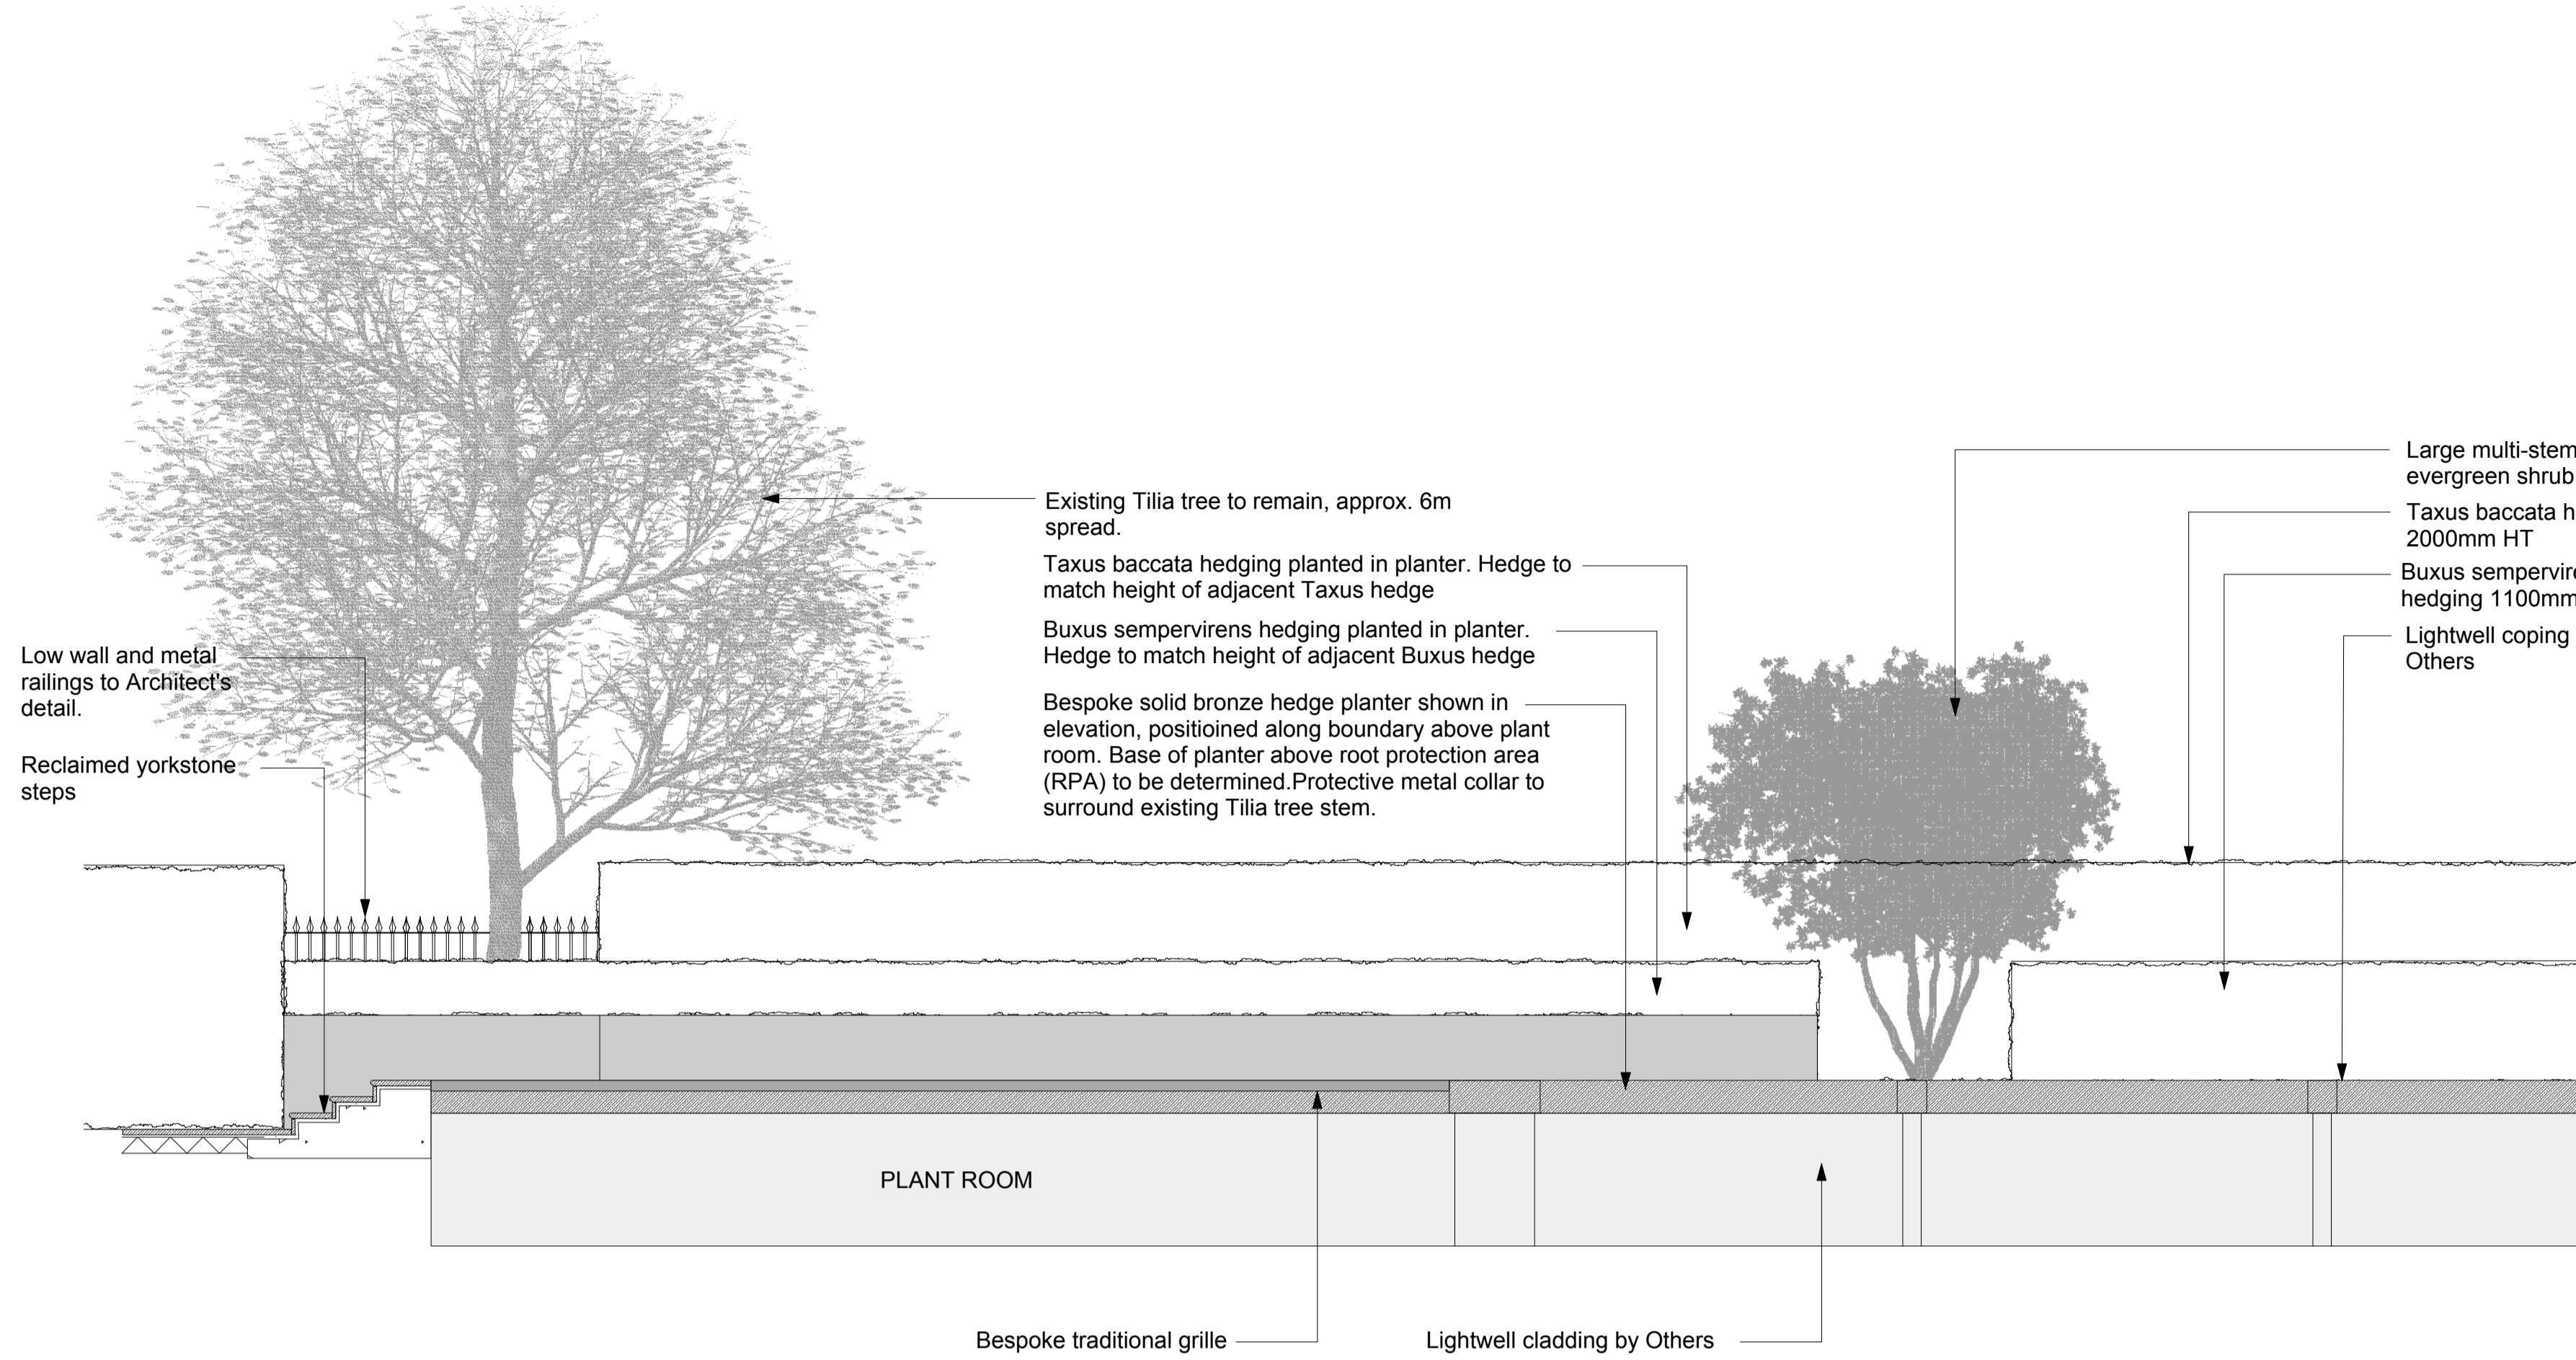 Low wall and metal
railings to Architect's
detail.
Reclaimed yorkstone
steps
Existing Tilia tree to remain, approx. 6m
spread.
Taxus baccata hedging planted in planter. Hedge to
match height of adjacent Taxus hedge
Buxus sempervirens hedging planted in planter.
Hedge to match height of adjacent Buxus hedge
Bespoke solid bronze hedge planter shown in
elevation, positioined along boundary above plant
room. Base of planter above root protection area
(RPA) to be determined.Protective metal collar to
surround existing Tilia tree stem.
Large multi-stem
evergreen shrub
Taxus baccata h
2000mm HT
Buxus sempervire
hedging 1100mm
Lightwell coping
Others
PLANT ROOM
Bespoke traditional grille
Lightwell cladding by Others